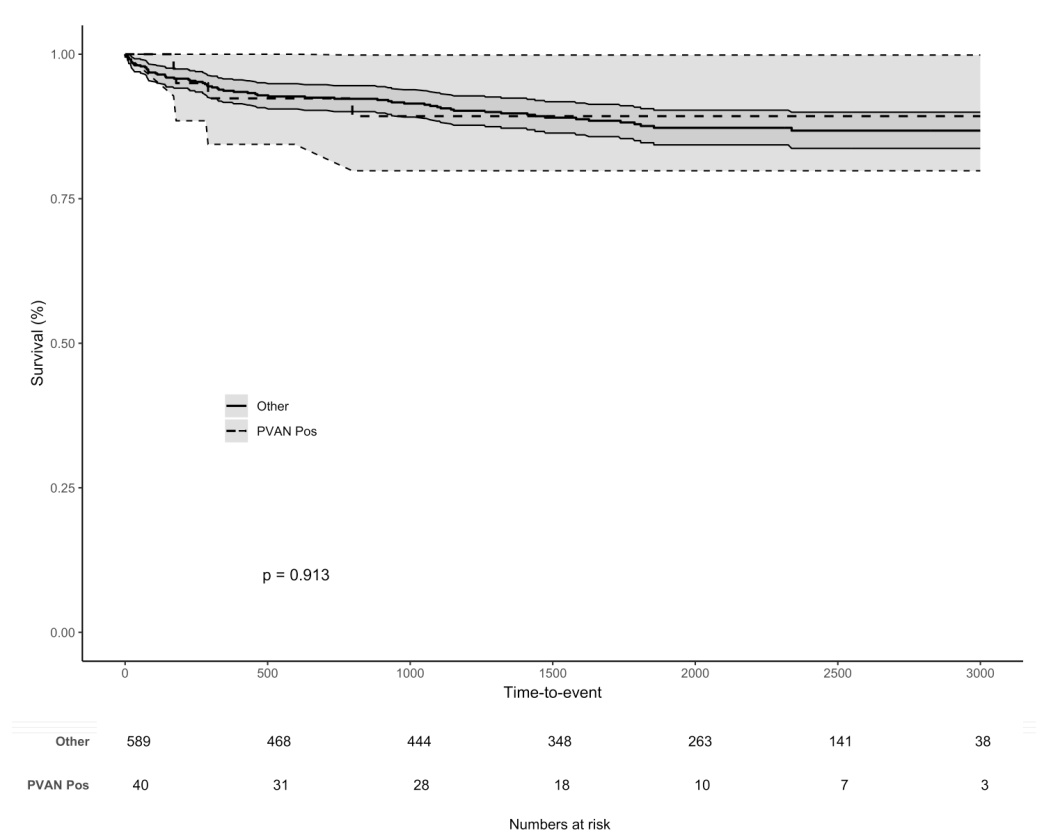 1.00
0.75
0.50
0.25
0.00
Survival (%)
Other
PVAN Pos
p = 0.913
0 500 1000 1500 2000 2500 3000
Time-to-event
Other 589 468 444 348 263 141 38
PVAN Pos 40 31 28 18 10 7 3
Numbers at risk